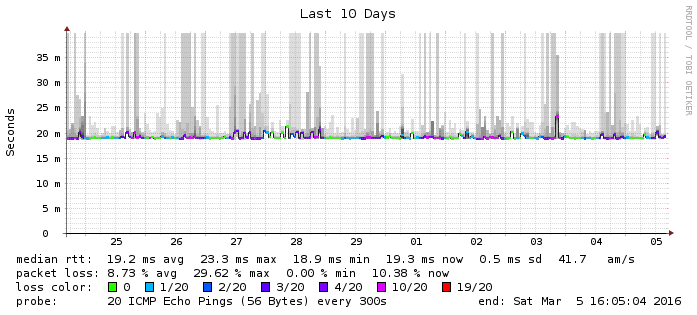 Last 10 Days
RRDTOOL / TOBI OETIKER
Seconds
35 m
30 m
25 m
20 m
15 m
10 m
5 m
0
25 26 27 28 29 01 02 03 04 05
median rtt: 19.2 ms avg 23.3 ms max 18.9 ms min 19.3 ms now 0.5 ms sd 41.7 am/s
packet loss: 8.73 % avg 29.62 % max 0.00 % min 10.38 % now
loss color: 0 1/20 2/20 3/20 4/20 10/20 19/20
probe: 20 ICMP Echo Pings (56 Bytes) every 300s end: Sat Mar 5 16:05:04 2016